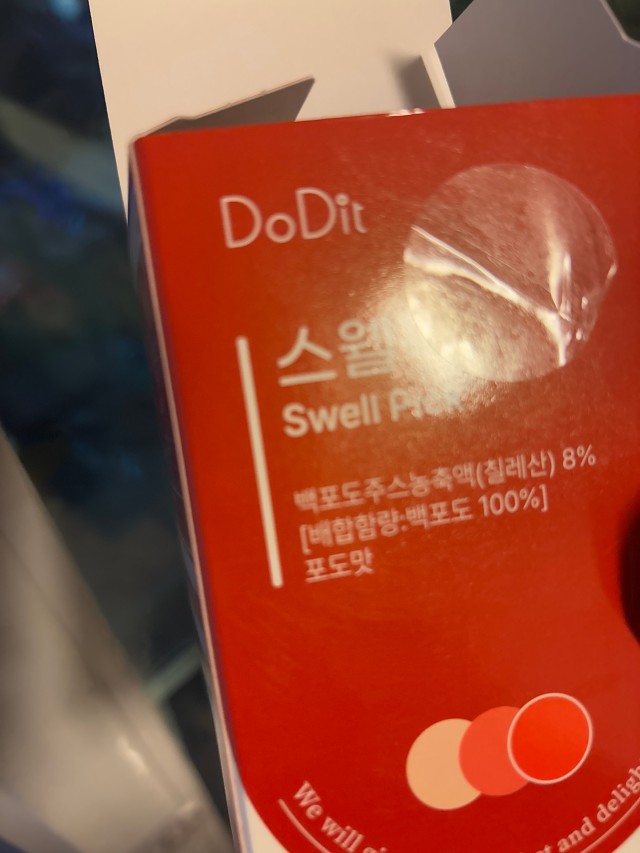 DoDit
스웰
Swell
백포도주스농축액(칠레산) 8%
[배합함량:백포도 100%]
포도맛
We will and